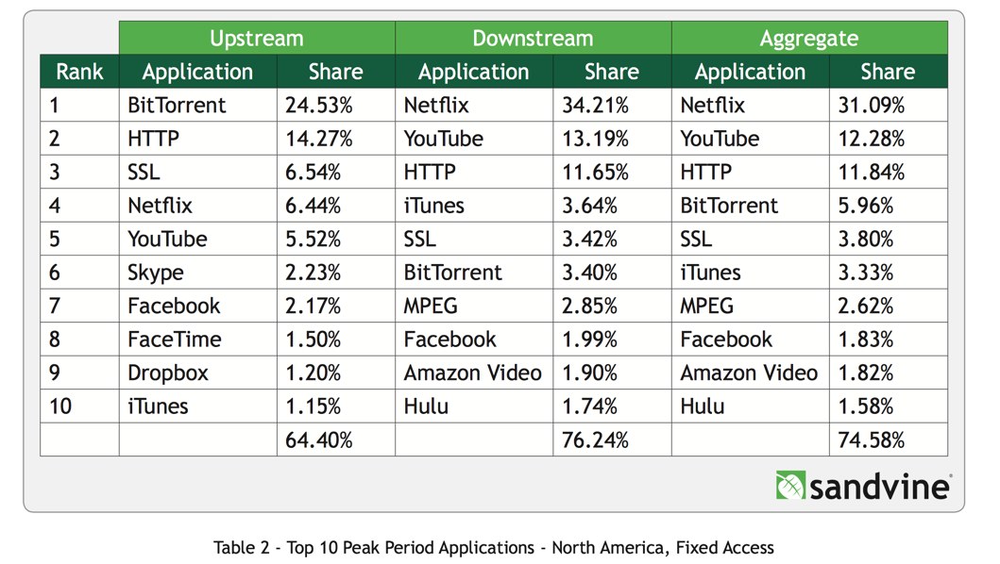 Upstream Downstream Aggregate
Rank Application Share Application Share Application Share
1 BitTorrent 24.53% Netflix 34.21% Netflix 31.09%
2 HTTP 14.27% YouTube 13.19% YouTube 12.28%
3 SSL 6.54% HTTP 11.65% HTTP 11.84%
4 Netflix 6.44% iTunes 3.64% BitTorrent 5.96%
5 YouTube 5.52% SSL 3.42% SSL 3.80%
6 Skype 2.23% BitTorrent 3.40% iTunes 3.33%
7 Facebook 2.17% MPEG 2.85% MPEG 2.62%
8 FaceTime 1.50% Facebook 1.99% Facebook 1.83%
9 Dropbox 1.20% Amazon Video 1.90% Amazon Video 1.82%
10 iTunes 1.15% Hulu 1.74% Hulu 1.58%
64.40% 76.24% 74.58%
sandvine
Table 2 - Top 10 Peak Period Applications - North America, Fixed Access